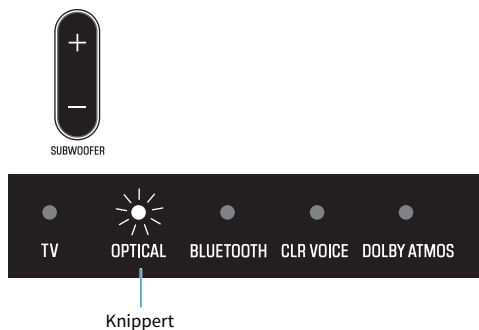 SUBWOOFER
TV OPTICAL BLUETOOTH CLR VOICE DOLBY ATMOS
Knippert